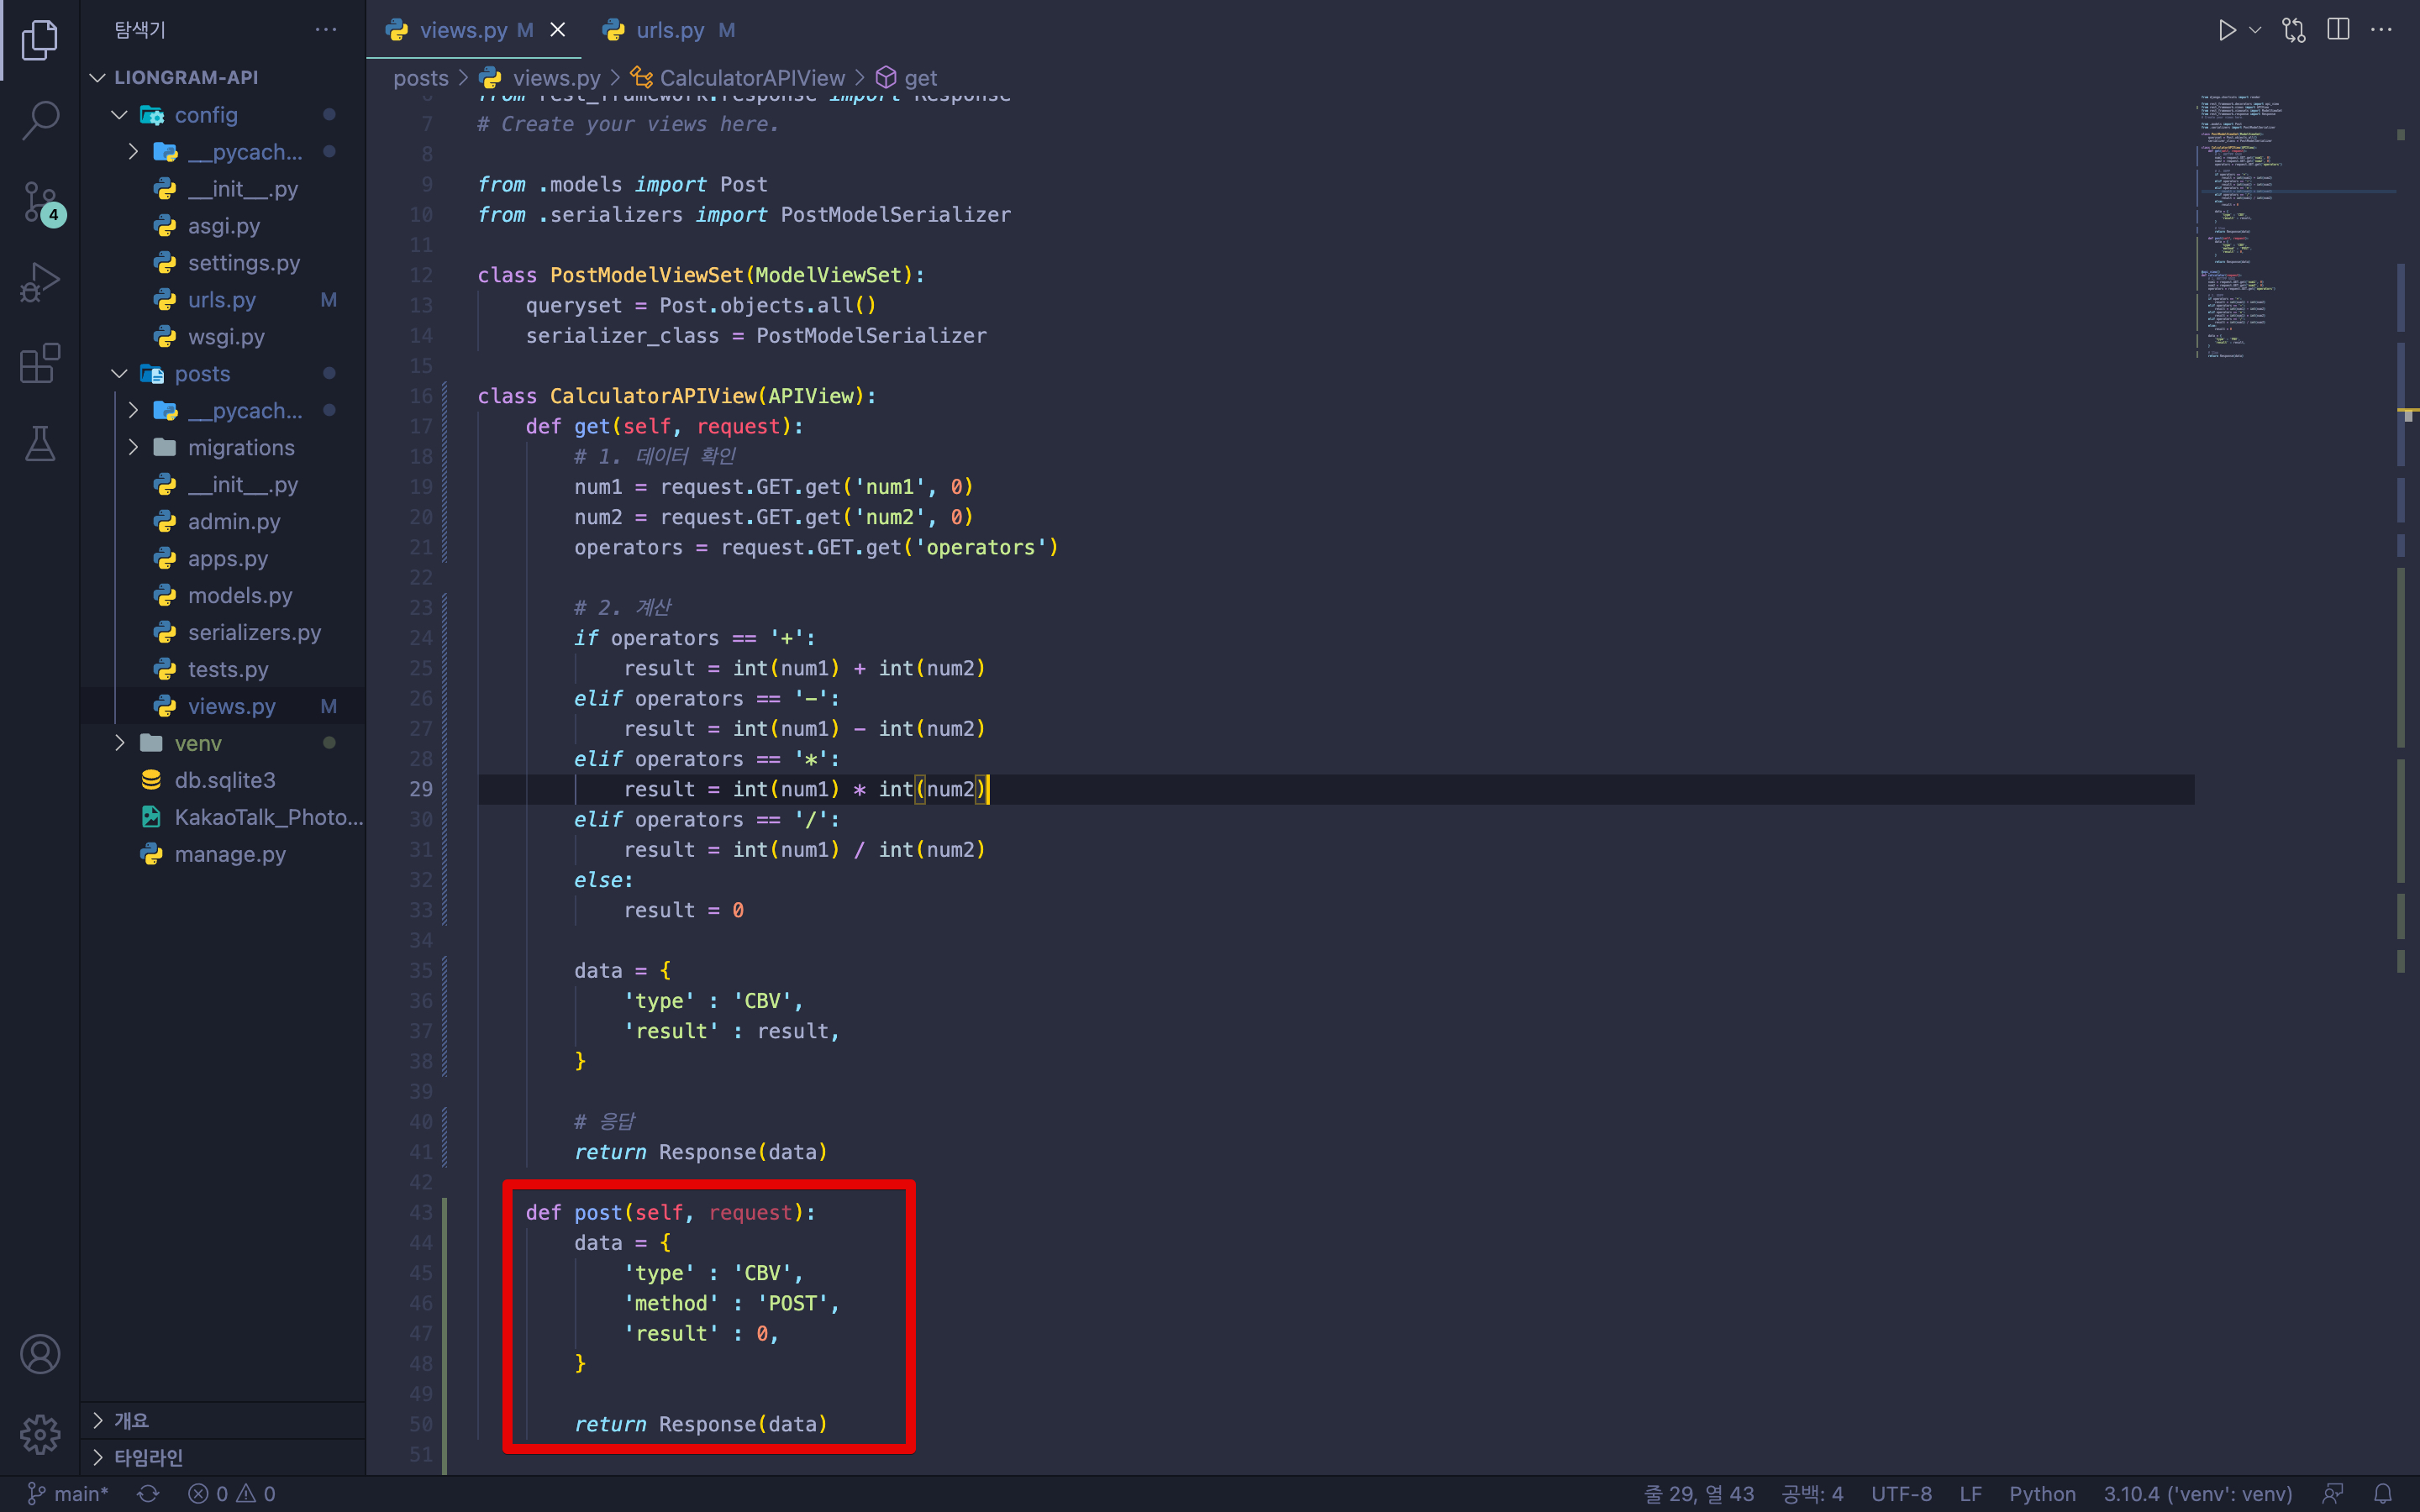 탐색기
views.py M
urls.py M
LIONGRAM-API
posts > views.py > CalculatorAPIView > get
config
__pycach...
__init__.py
asgi.py
settings.py
urls.py M
wsgi.py
posts
__pycach...
migrations
__init__.py
admin.py
apps.py
models.py
serializers.py
tests.py
views.py M
venv
db.sqlite3
KakaoTalk_Photo...
manage.py
개요
타임라인
4
from rest_framework.response import Response
7 # Create your views here.
8
9 from .models import Post
10 from .serializers import PostModelSerializer
11
12 class PostModelViewSet(ModelViewSet):
13 queryset = Post.objects.all()
14 serializer_class = PostModelSerializer
15
16 class CalculatorAPIView(APIView):
17 def get(self, request):
18 # 1. 데이터 확인
19 num1 = request.GET.get('num1', 0)
20 num2 = request.GET.get('num2', 0)
21 operators = request.GET.get('operators')
22
23 # 2. 계산
24 if operators == '+':
25 result = int(num1) + int(num2)
26 elif operators == '-':
27 result = int(num1) - int(num2)
28 elif operators == '*':
29 result = int(num1) * int(num2)
30 elif operators == '/':
31 result = int(num1) / int(num2)
32 else:
33 result = 0
34
35 data = {
36 'type' : 'CBV',
37 'result' : result,
38 }
39
40 # 응답
41 return Response(data)
42
43 def post(self, request):
44 data = {
45 'type' : 'CBV',
46 'method' : 'POST',
47 'result' : 0,
48 }
49
50 return Response(data)
51
main* 0 0
줄 29, 열 43 공백: 4 UTF-8 LF Python 3.10.4 ('venv': venv)